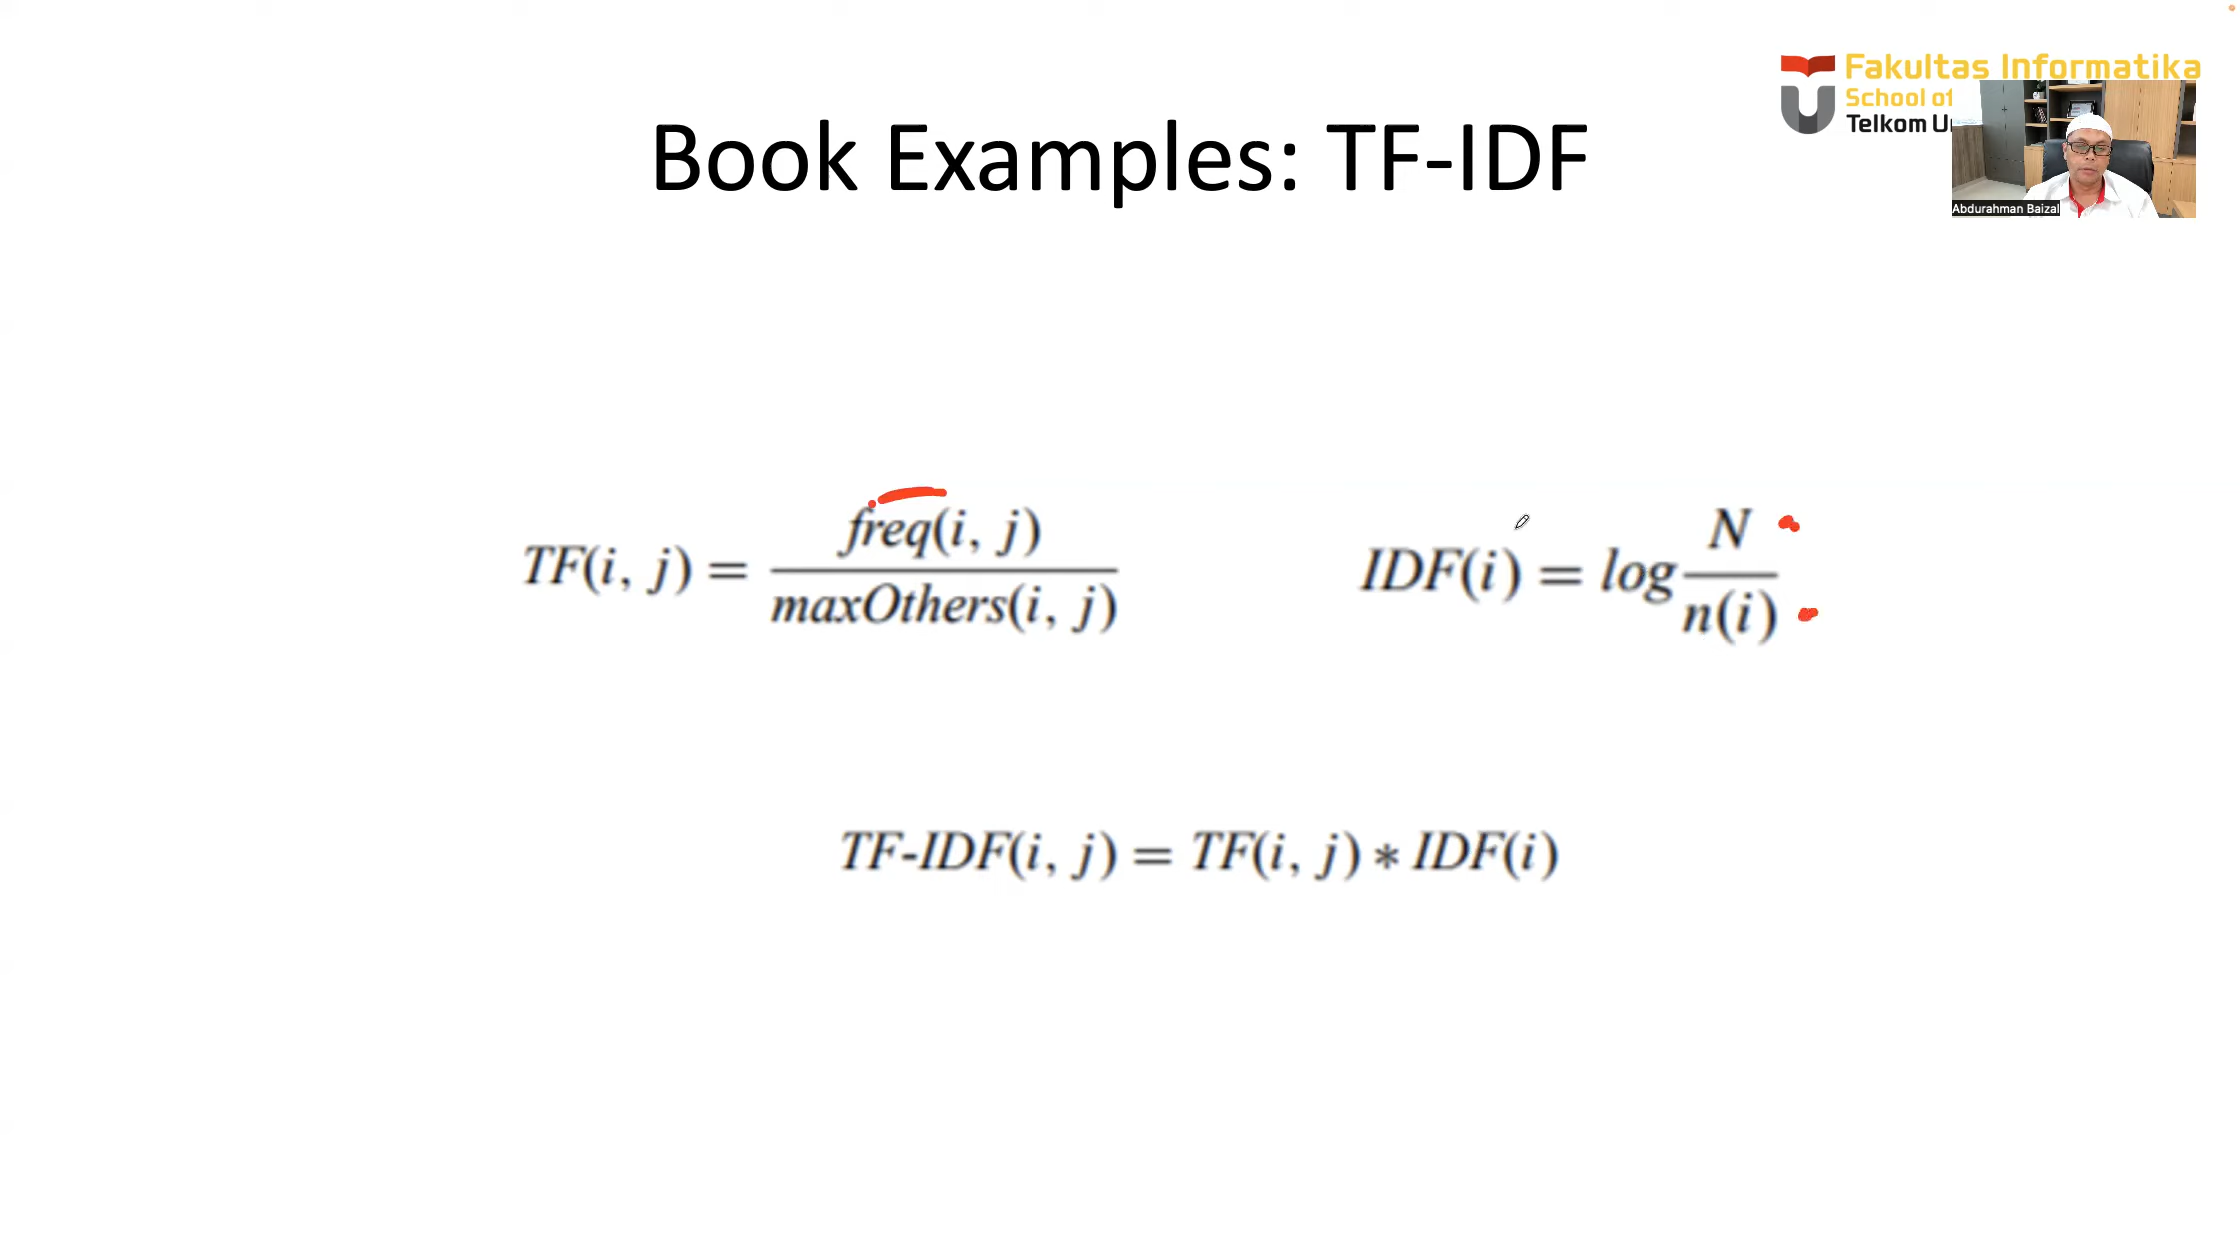 Fakultas Informatika
School of
Telkom U
Abdurahman Baizal
Book Examples: TF-IDF
TF(i, j) = freq(i, j) / maxOthers(i, j)
IDF(i) = log N / n(i)
TF-IDF(i, j) = TF(i, j) * IDF(i)